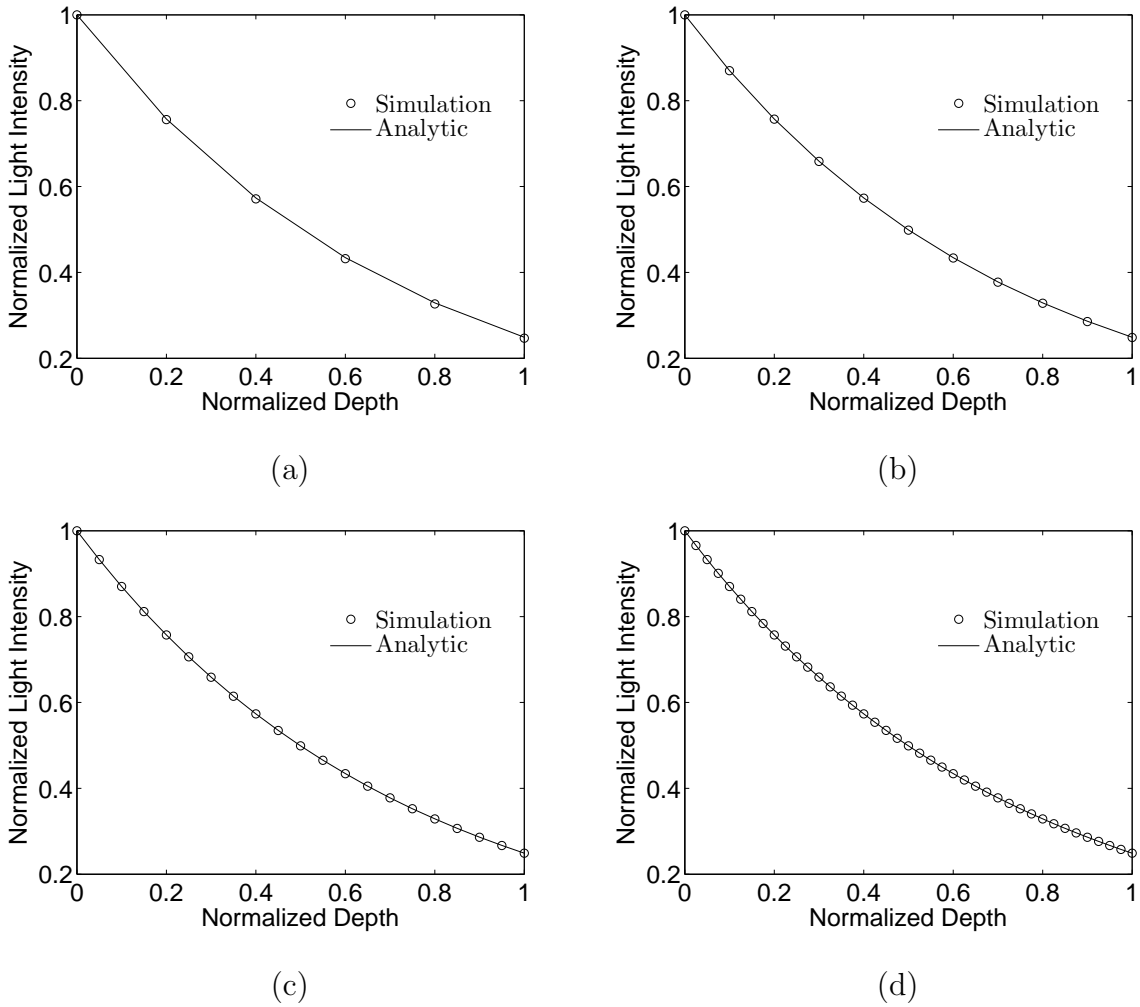 1
0.8
0.6
0.4
0.2
0 0.2 0.4 0.6 0.8 1
Normalized Light Intensity
Normalized Depth
Simulation
Analytic
(a)
1
0.8
0.6
0.4
0.2
0 0.2 0.4 0.6 0.8 1
Normalized Light Intensity
Normalized Depth
Simulation
Analytic
(b)
1
0.8
0.6
0.4
0.2
0 0.2 0.4 0.6 0.8 1
Normalized Light Intensity
Normalized Depth
Simulation
Analytic
(c)
1
0.8
0.6
0.4
0.2
0 0.2 0.4 0.6 0.8 1
Normalized Light Intensity
Normalized Depth
Simulation
Analytic
(d)